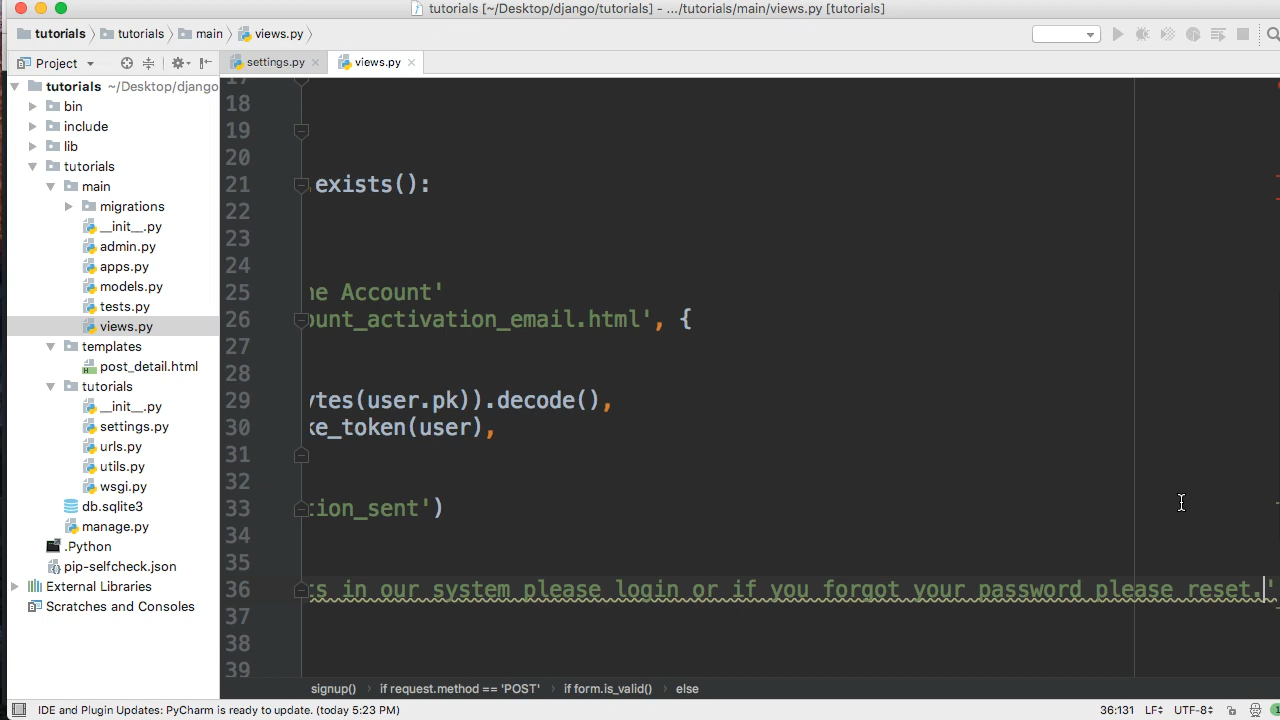 tutorials [~/Desktop/django/tutorials] - .../tutorials/main/views.py [tutorials]
tutorials tutorials main views.py
Project settings.py views.py
tutorials ~/Desktop/django
bin
include
lib
tutorials
main
migrations
__init__.py
admin.py
apps.py
models.py
tests.py
views.py
templates
post_detail.html
tutorials
__init__.py
settings.py
urls.py
utils.py
wsgi.py
db.sqlite3
manage.py
.Python
pip-selfcheck.json
External Libraries
Scratches and Consoles
17
18
19
20
21 exists():
22
23
24
25 ne Account'
26 ount_activation_email.html', {
27
28
29 ytes(user.pk)).decode(),
30 ke_token(user),
31
32
33 tion_sent')
34
35
36 ts in our system please login or if you forgot your password please reset.'
37
38
39
signup() if request.method == 'POST' if form.is_valid() else
IDE and Plugin Updates: PyCharm is ready to update. (today 5:23 PM) 36:131 LF UTF-8